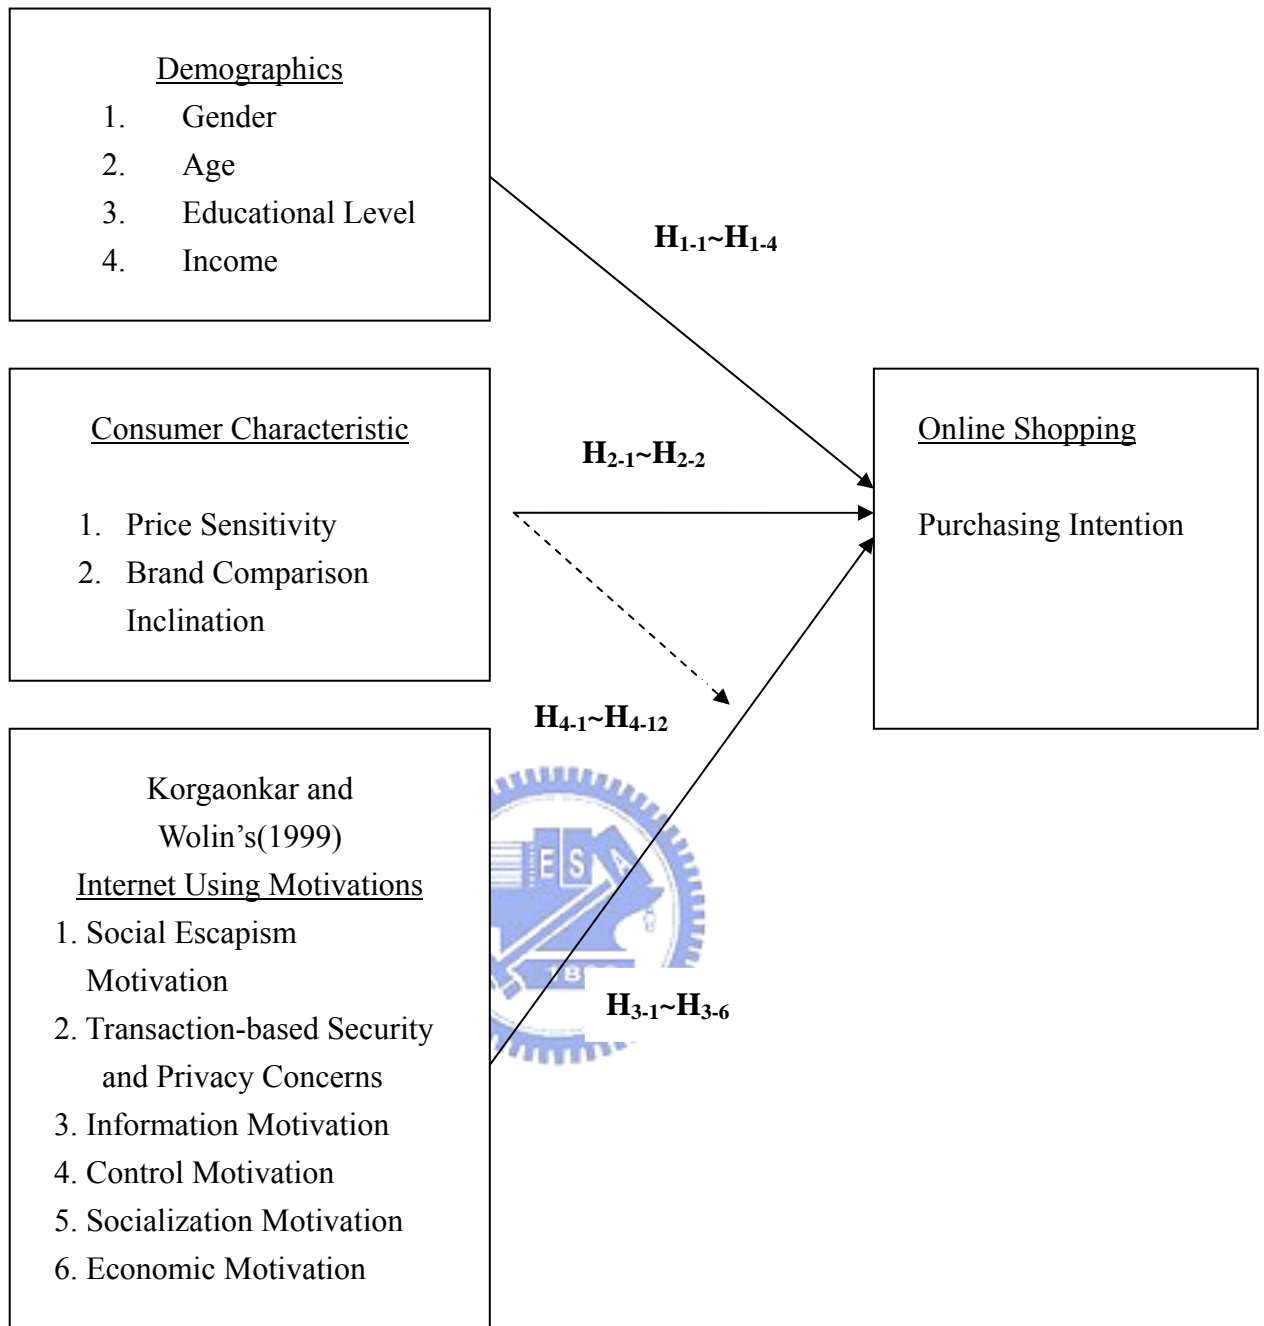 Demographics
1. Gender
2. Age
3. Educational Level
4. Income
H1-1~H1-4
Consumer Characteristic
1. Price Sensitivity
2. Brand Comparison
Inclination
H2-1~H2-2
Online Shopping
Purchasing Intention
H4-1~H4-12
Korgaonkar and
Wolin’s(1999)
Internet Using Motivations
1. Social Escapism
Motivation
2. Transaction-based Security
and Privacy Concerns
3. Information Motivation
4. Control Motivation
5. Socialization Motivation
6. Economic Motivation
H3-1~H3-6
E S